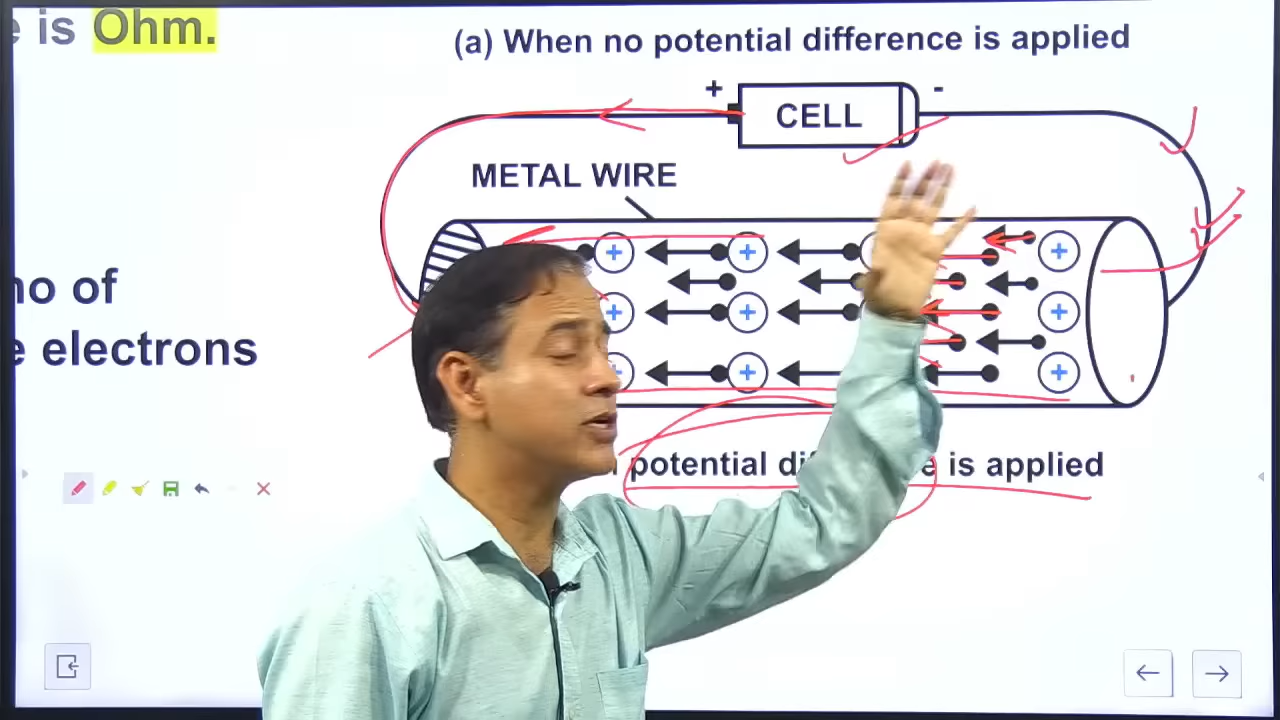 is Ohm.
(a) When no potential difference is applied
+ CELL -
METAL WIRE
+ + +
no of
+ + +
electrons
+ + +
potential is applied